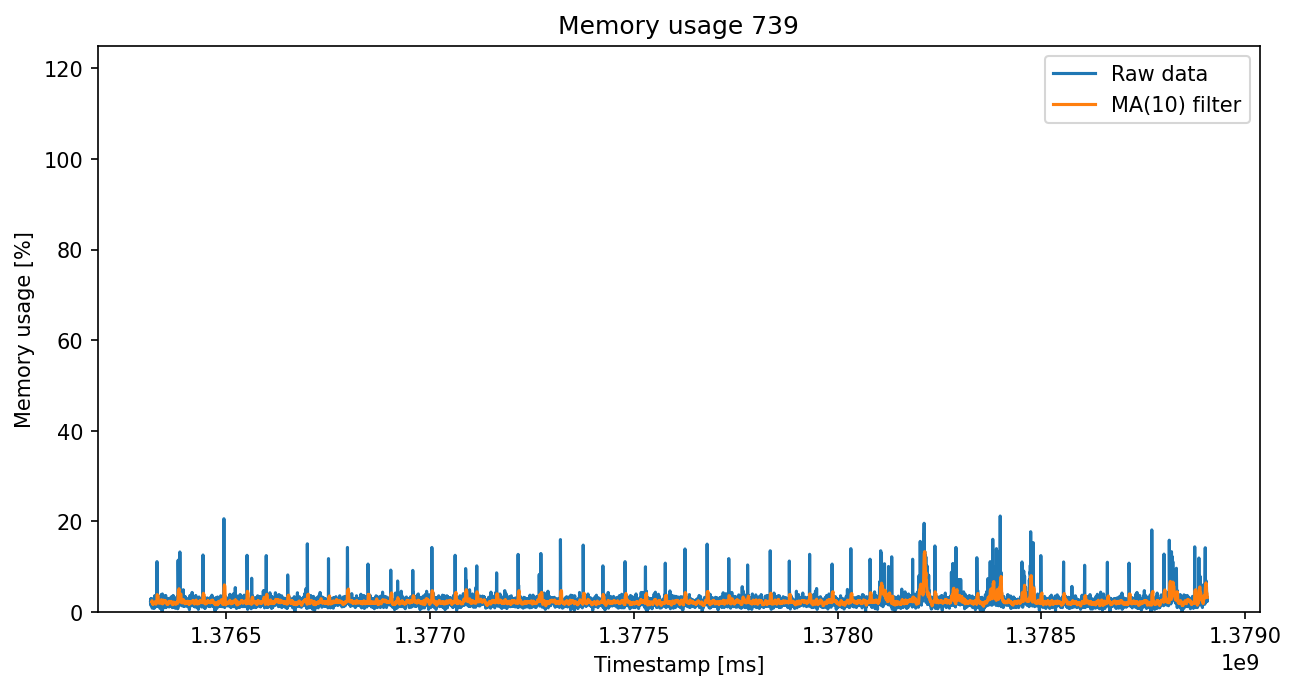 Memory usage 739
Raw data
MA(10) filter
Memory usage [%]
120
100
80
60
40
20
0
1.3765
1.3770
1.3775
1.3780
1.3785
1.3790
1e9
Timestamp [ms]